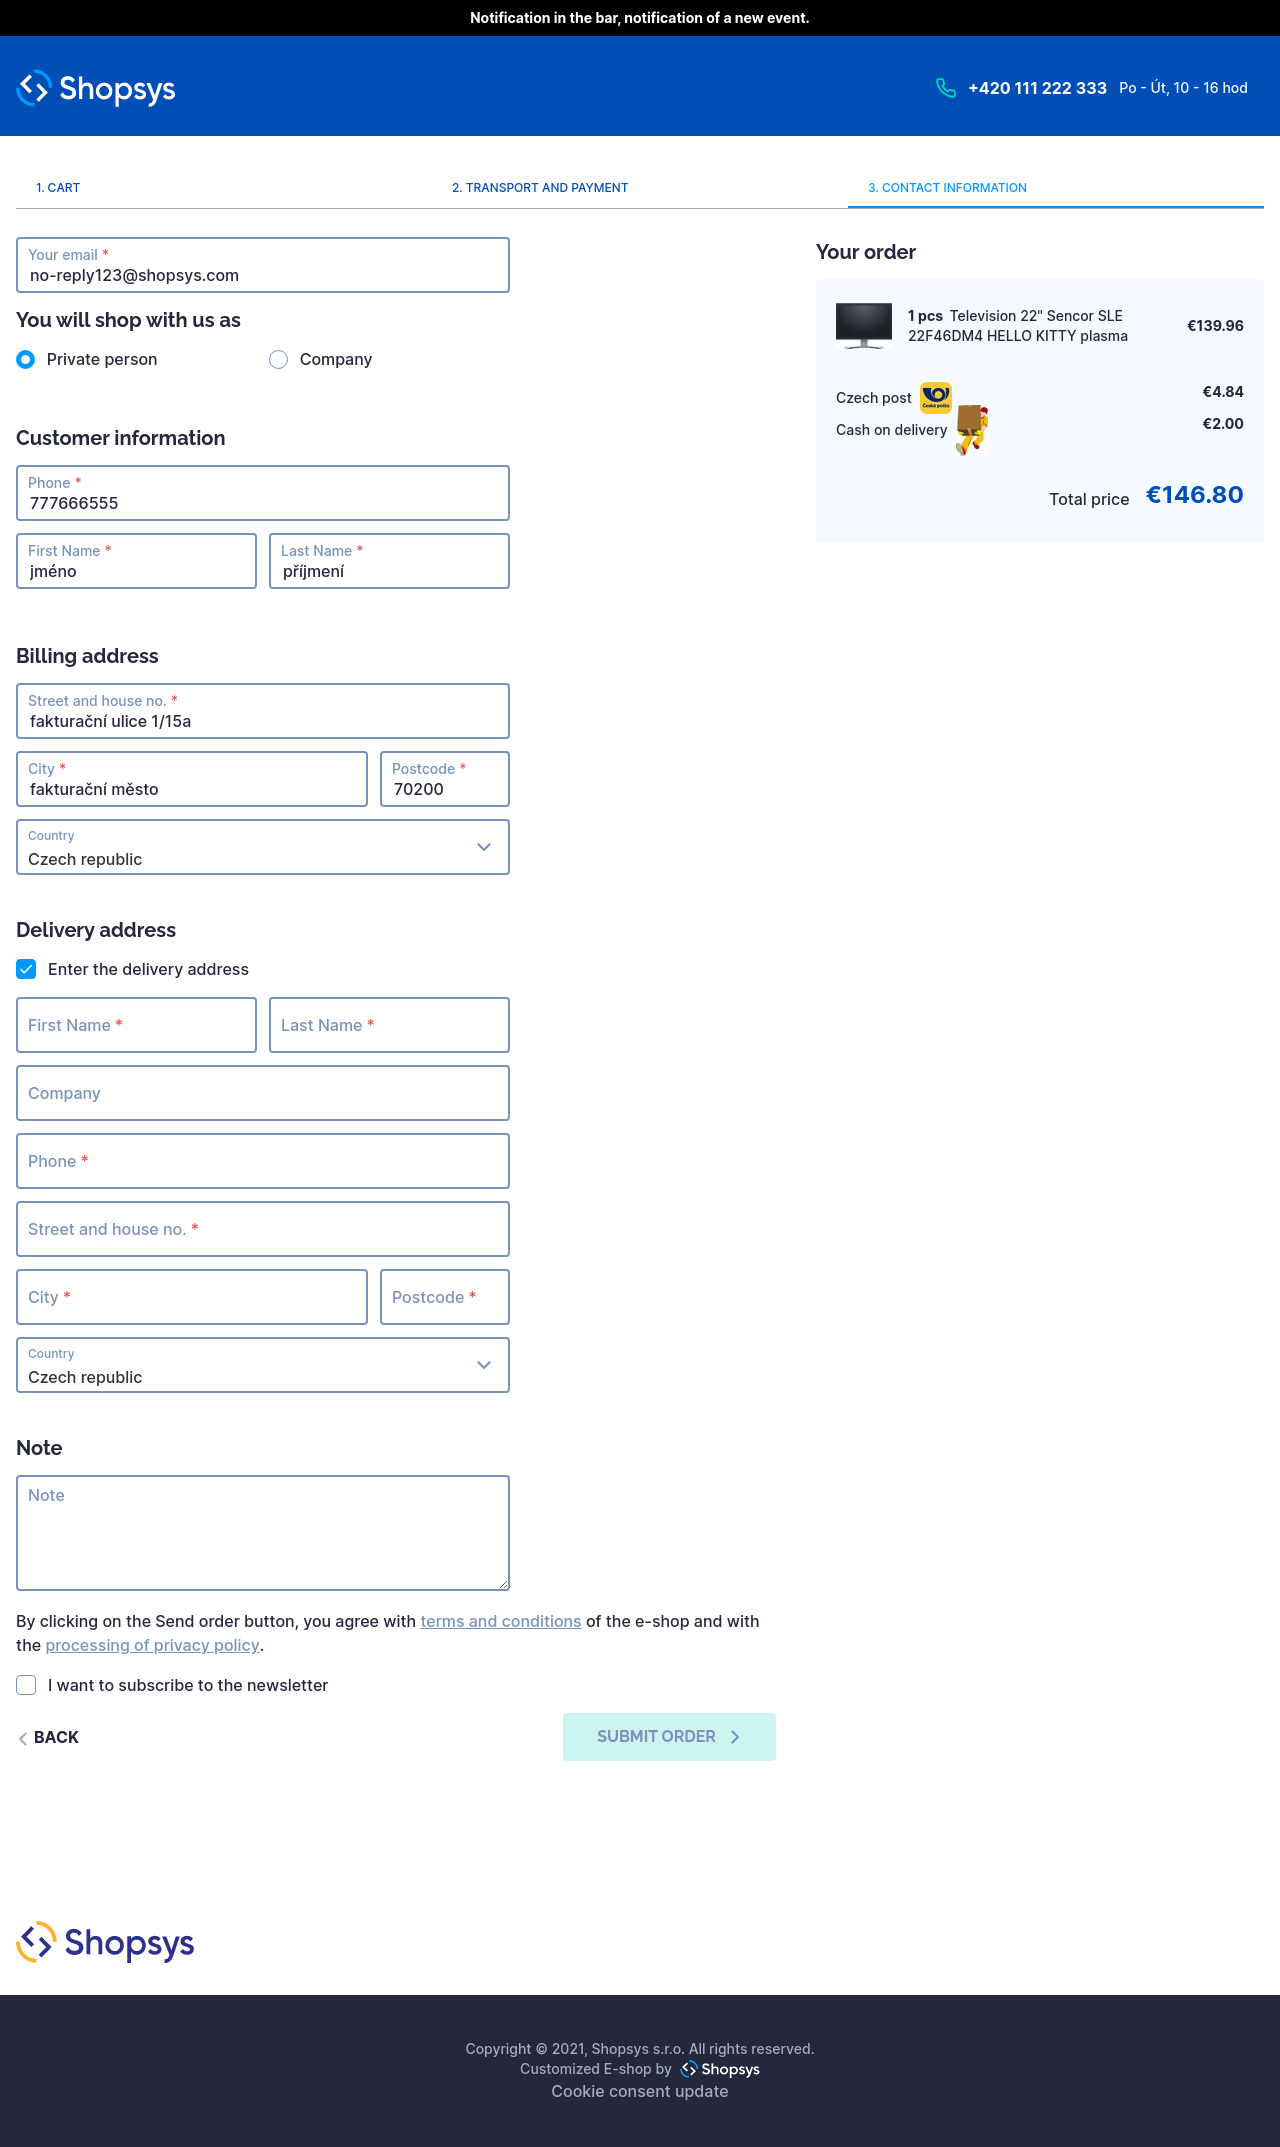 Notification in the bar, notification of a new event.
Shopsys
+420 111 222 333 Po - Út, 10 - 16 hod
1. CART
2. TRANSPORT AND PAYMENT
3. CONTACT INFORMATION
Your email *
no-reply123@shopsys.com
You will shop with us as
Private person
Company
Customer information
Phone *
777666555
First Name *
jméno
Last Name *
příjmení
Billing address
Street and house no. *
fakturační ulice 1/15a
City *
fakturační město
Postcode *
70200
Country
Czech republic
Delivery address
Enter the delivery address
First Name *
Last Name *
Company
Phone *
Street and house no. *
City *
Postcode *
Country
Czech republic
Note
Note
By clicking on the Send order button, you agree with terms and conditions of the e-shop and with
the processing of privacy policy.
I want to subscribe to the newsletter
BACK
SUBMIT ORDER
Your order
1 pcs Television 22" Sencor SLE
22F46DM4 HELLO KITTY plasma
€139.96
Czech post
Česká pošta
€4.84
Cash on delivery
€2.00
Total price €146.80
Shopsys
Copyright © 2021, Shopsys s.r.o. All rights reserved.
Customized E-shop by Shopsys
Cookie consent update